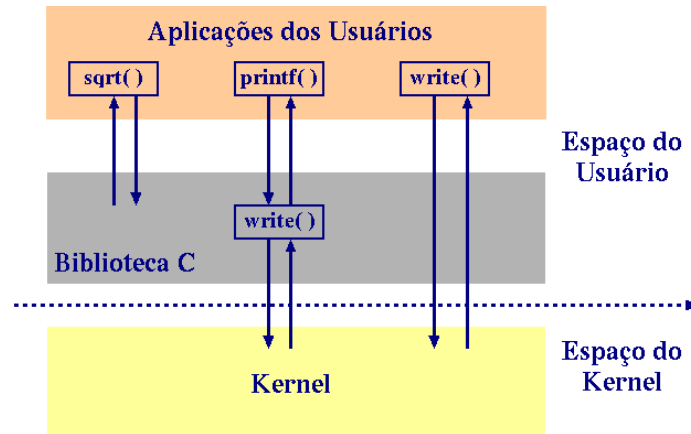 Aplicações dos Usuários
sqrt( )
printf( )
write( )
Espaço do
Usuário
write( )
Biblioteca C
Espaço do
Kernel
Kernel